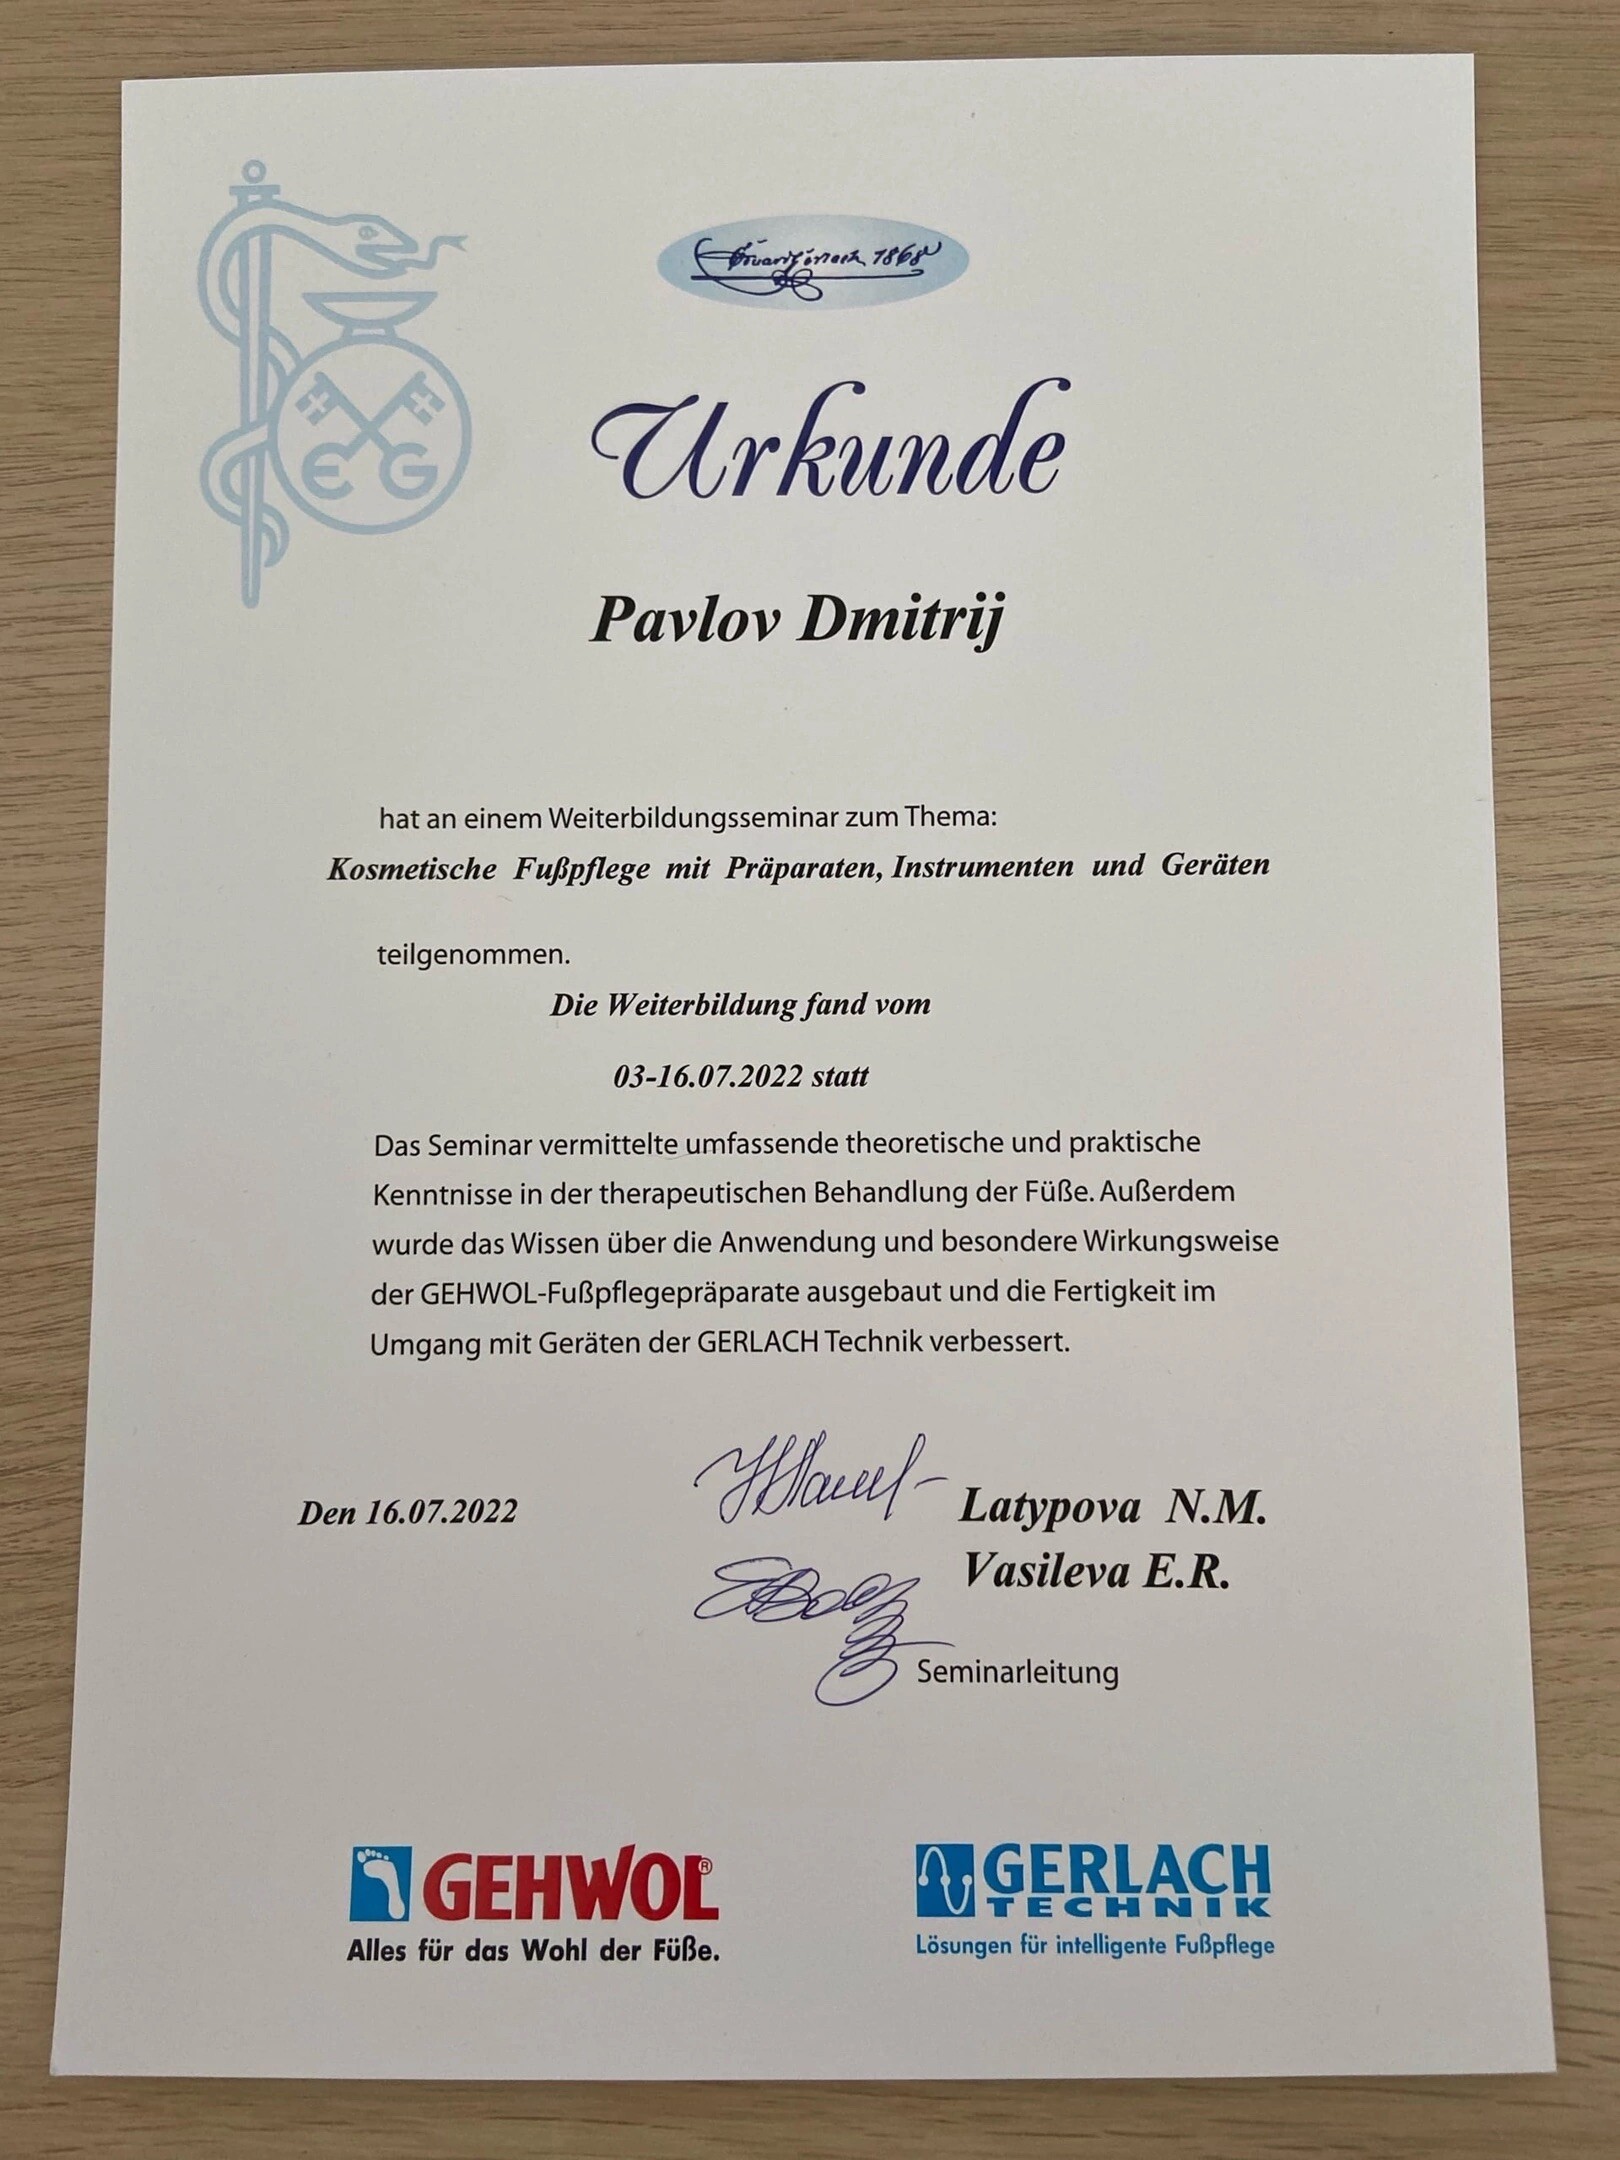 1868
E G
Urkunde
Pavlov Dmitrij
hat an einem Weiterbildungsseminar zum Thema:
Kosmetische Fußpflege mit Präparaten, Instrumenten und Geräten
teilgenommen.
Die Weiterbildung fand vom
03-16.07.2022 statt
Das Seminar vermittelte umfassende theoretische und praktische
Kenntnisse in der therapeutischen Behandlung der Füße. Außerdem
wurde das Wissen über die Anwendung und besondere Wirkungsweise
der GEHWOL-Fußpflegepräparate ausgebaut und die Fertigkeit im
Umgang mit Geräten der GERLACH Technik verbessert.
Den 16.07.2022
Latypova N.M.
Vasileva E.R.
Seminarleitung
GEHWOL®
Alles für das Wohl der Füße.
GERLACH
TECHNIK
Lösungen für intelligente Fußpflege